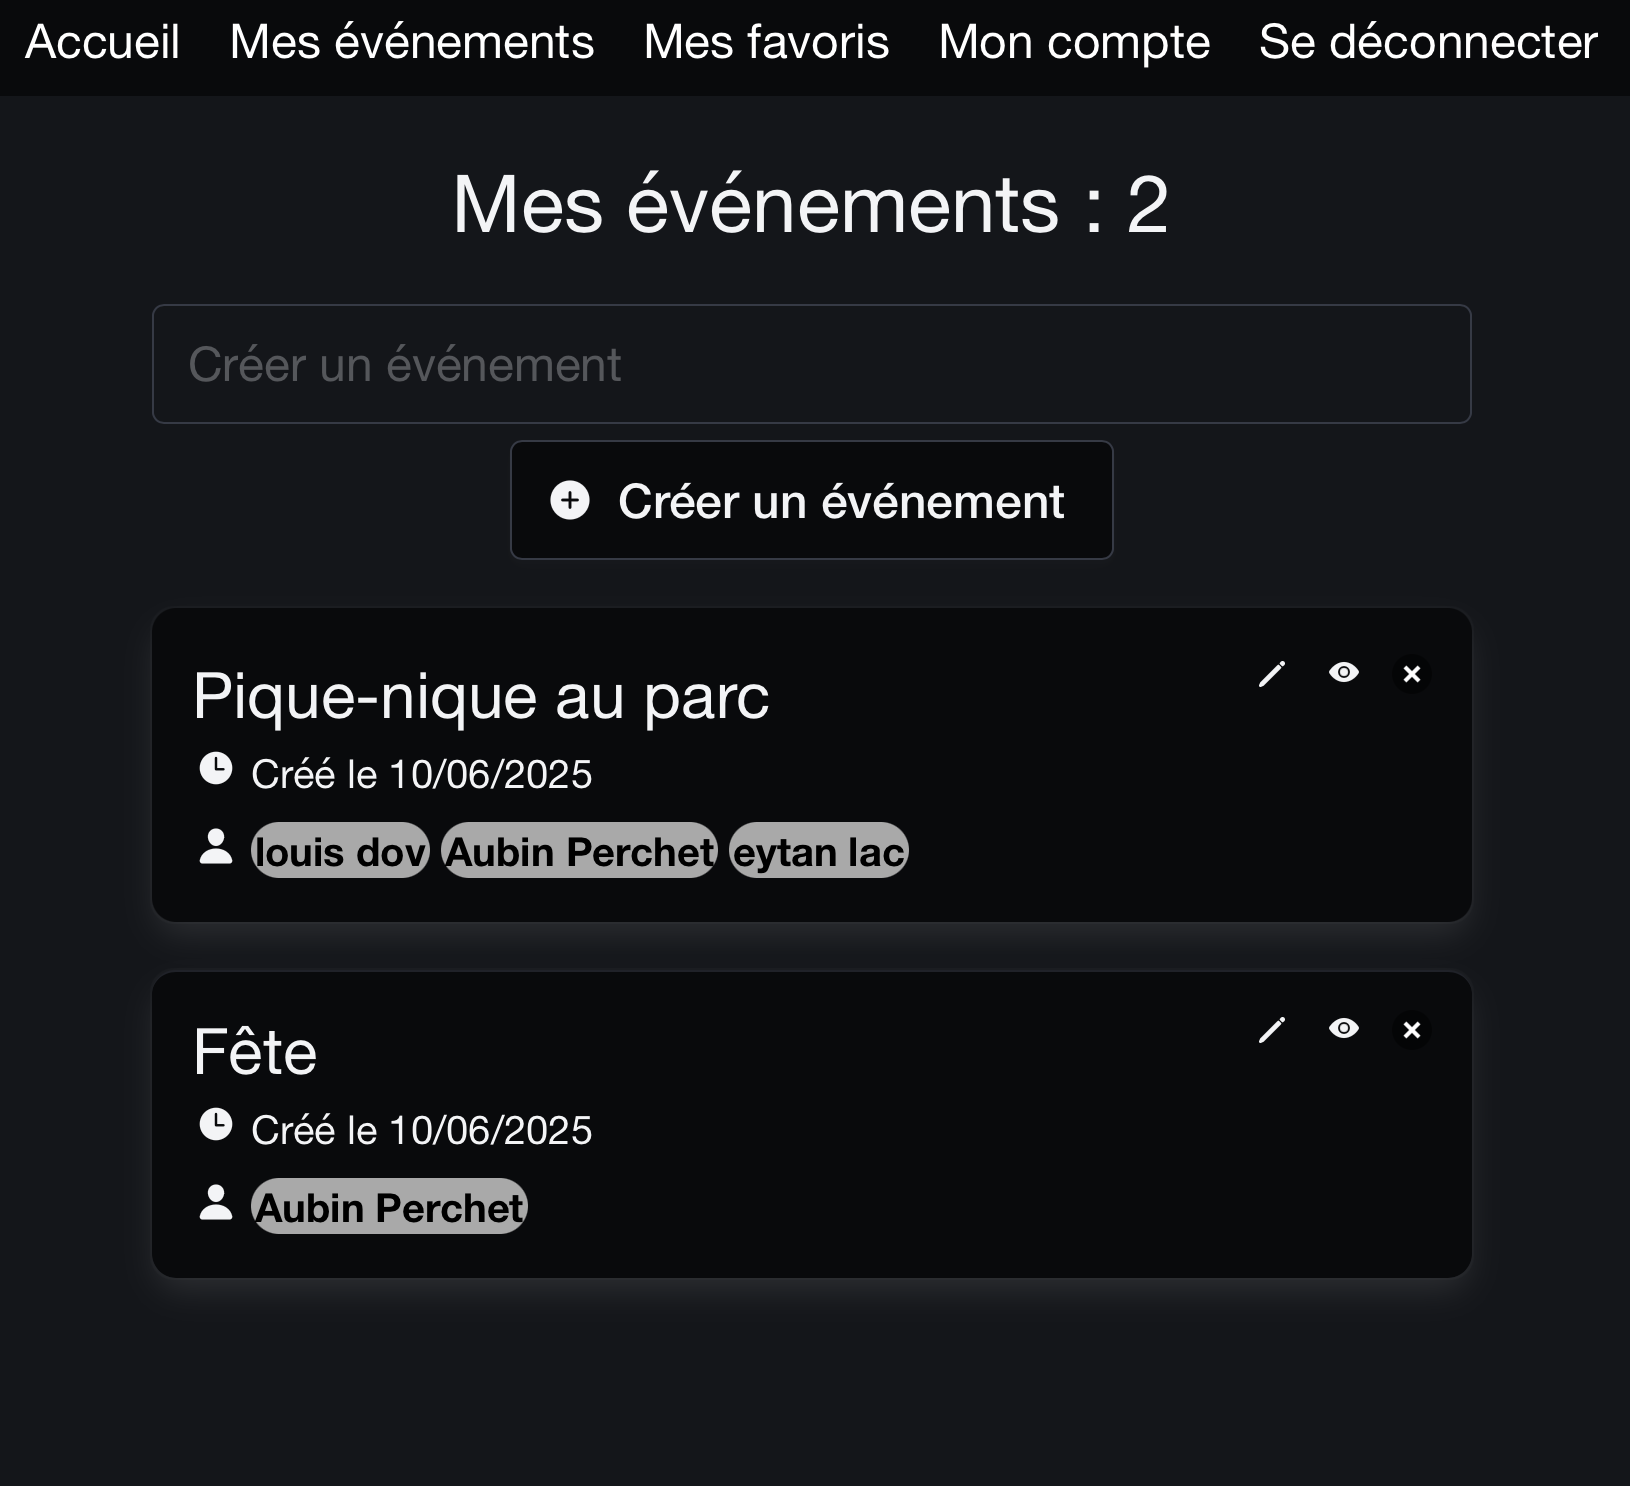 Accueil Mes événements Mes favoris Mon compte Se déconnecter
Mes événements : 2
Créer un événement
Créer un événement
Pique-nique au parc
Créé le 10/06/2025
louis dov Aubin Perchet eytan lac
Fête
Créé le 10/06/2025
Aubin Perchet